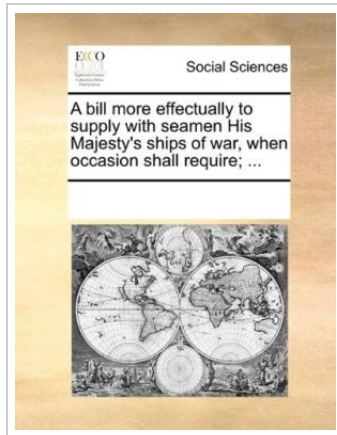 ECCO
Social Sciences
A bill more effectually to
supply with seamen His
Majesty's ships of war, when
occasion shall require; ...